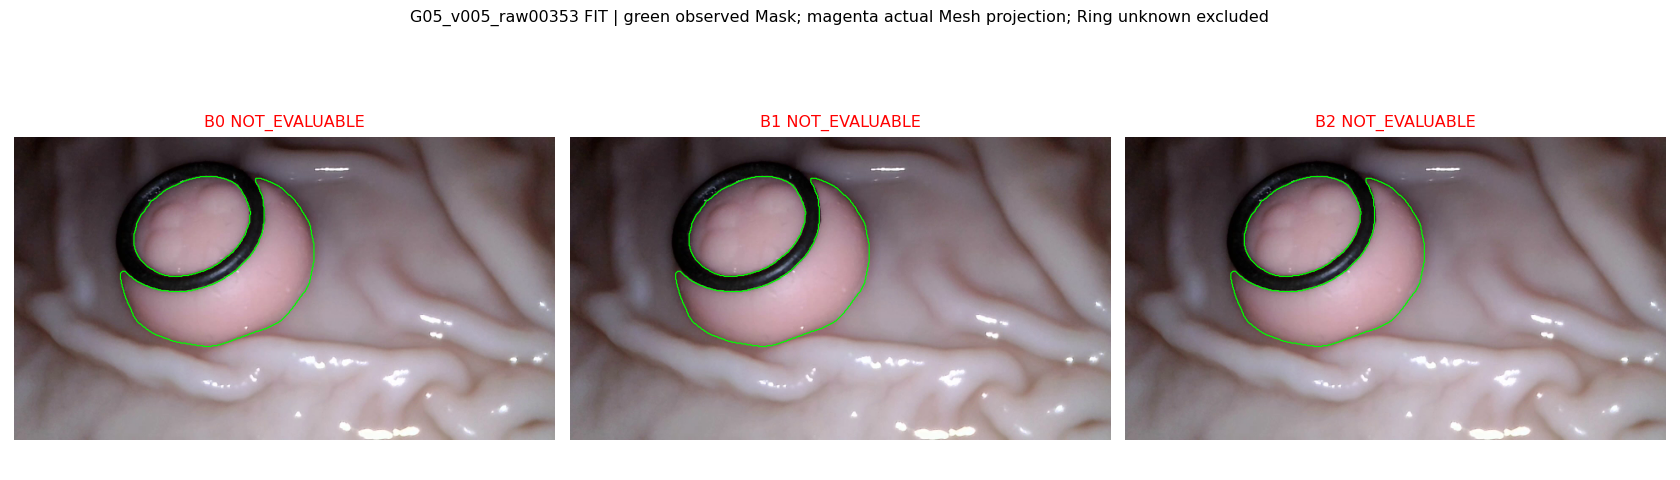 G05_v005_raw00353 FIT | green observed Mask; magenta actual Mesh projection; Ring unknown excluded
B0 NOT_EVALUABLE
B1 NOT_EVALUABLE
B2 NOT_EVALUABLE